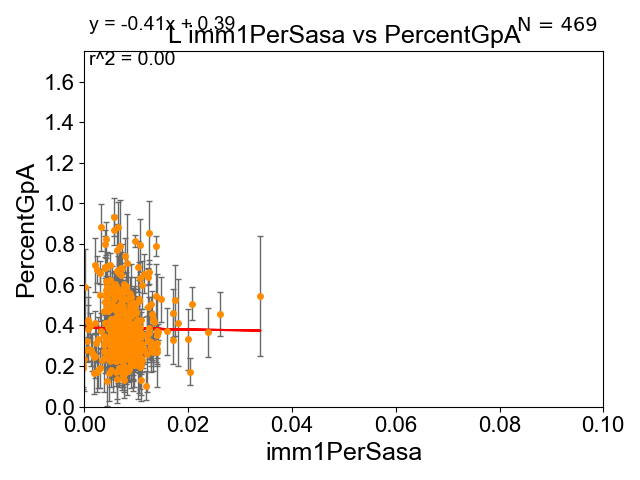 y = -0.41x + 0.39
L imm1PerSasa vs PercentGpA
N = 469
r^2 = 0.00
PercentGpA
1.6
1.4
1.2
1.0
0.8
0.6
0.4
0.2
0.0
0.00 0.02 0.04 0.06 0.08 0.10
imm1PerSasa